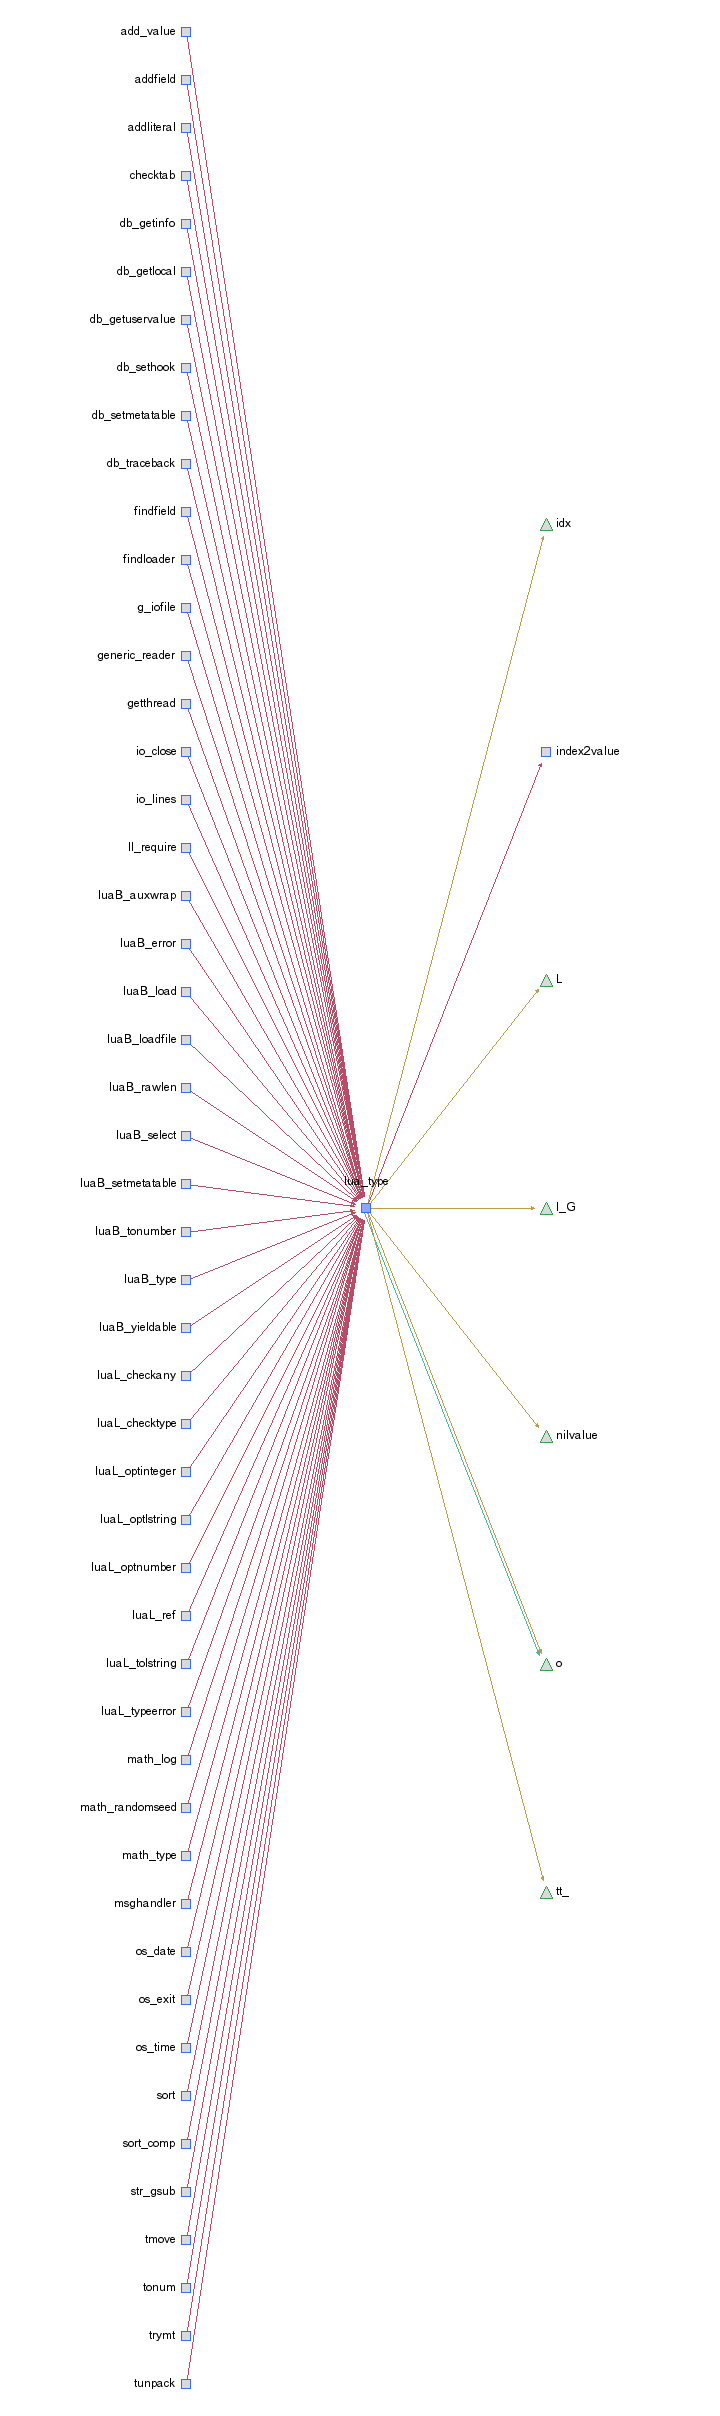 add_value
addfield
addliteral
checktab
db_getinfo
db_getlocal
db_getuservalue
db_sethook
db_setmetatable
db_traceback
findfield
findloader
g_iofile
generic_reader
getthread
io_close
io_lines
ll_require
luaB_auxwrap
luaB_error
luaB_load
luaB_loadfile
luaB_rawlen
luaB_select
luaB_setmetatable
luaB_tonumber
luaB_type
luaB_yieldable
luaL_checkany
luaL_checktype
luaL_optinteger
luaL_optlstring
luaL_optnumber
luaL_ref
luaL_tolstring
luaL_typeerror
math_log
math_randomseed
math_type
msghandler
os_date
os_exit
os_time
sort
sort_comp
str_gsub
tmove
tonum
trymt
tunpack
lua_type
idx
index2value
L
l_G
nilvalue
o
tt_